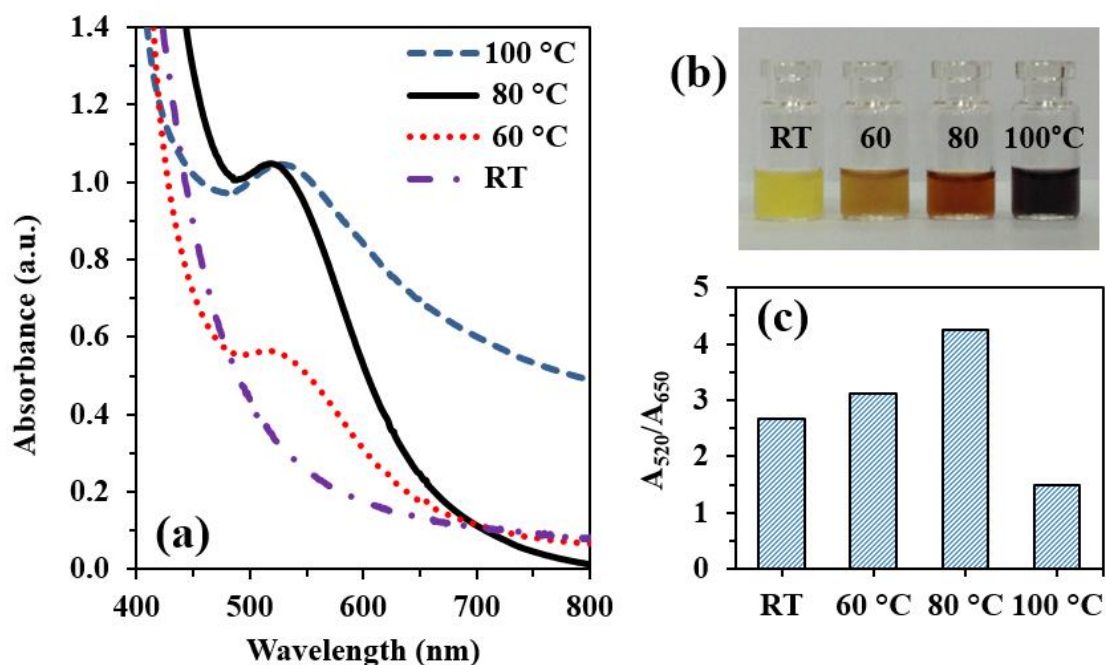 1.4
1.2
1.0
0.8
0.6
0.4
0.2
0.0
Absorbance (a.u.)
100 °C
80 °C
60 °C
RT
(a)
400 500 600 700 800
Wavelength (nm)
(b)
RT 60 80 100°C
5
4
3
2
1
0
A520/A650
(c)
RT 60 °C 80 °C 100 °C